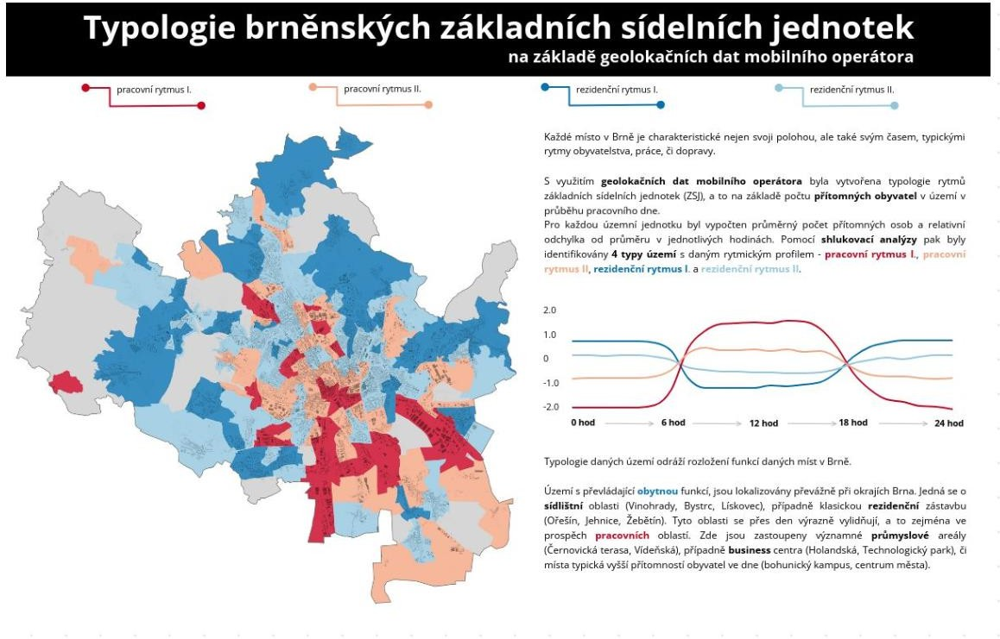 Typologie brněnských základních sídelních jednotek
na základě geolokačních dat mobilního operátora
pracovní rytmus I.
pracovní rytmus II.
rezidenční rytmus I.
rezidenční rytmus II.
Každé místo v Brně je charakteristické nejen svoji polohou, ale také svým časem, typickými
rytmy obyvatelstva, práce, či dopravy.
S využitím geolokačních dat mobilního operátora byla vytvořena typologie rytmů
základních sídelních jednotek (ZSJ), a to na základě počtu přítomných obyvatel v území v
průběhu pracovního dne.
Pro každou územní jednotku byl vypočten průměrný počet přítomných osob a relativní
odchylka od průměru v jednotlivých hodinách. Pomocí shlukovací analýzy pak byly
identifikovány 4 typy území s daným rytmickým profilem - pracovní rytmus I., pracovní
rytmus II, rezidenční rytmus I. a rezidenční rytmus II.
2.0
1.0
0
-1.0
-2.0
0 hod
6 hod
12 hod
18 hod
24 hod
Typologie daných území odráží rozložení funkcí daných míst v Brně.
Území s převládající obytnou funkcí, jsou lokalizovány převážně při okrajích Brna. Jedná se o
sídlištní oblasti (Vinohrady, Bystrc, Lískovec), případně klasickou rezidenční zástavbu
(Ořešín, Jehnice, Žebětín). Tyto oblasti se přes den výrazně vylidňují, a to zejména ve
prospěch pracovních oblastí. Zde jsou zastoupeny významné průmyslové areály
(Černovická terasa, Vídeňská), případně business centra (Holandská, Technologický park), či
místa typická vyšší přítomností obyvatel ve dne (bohunický kampus, centrum města).